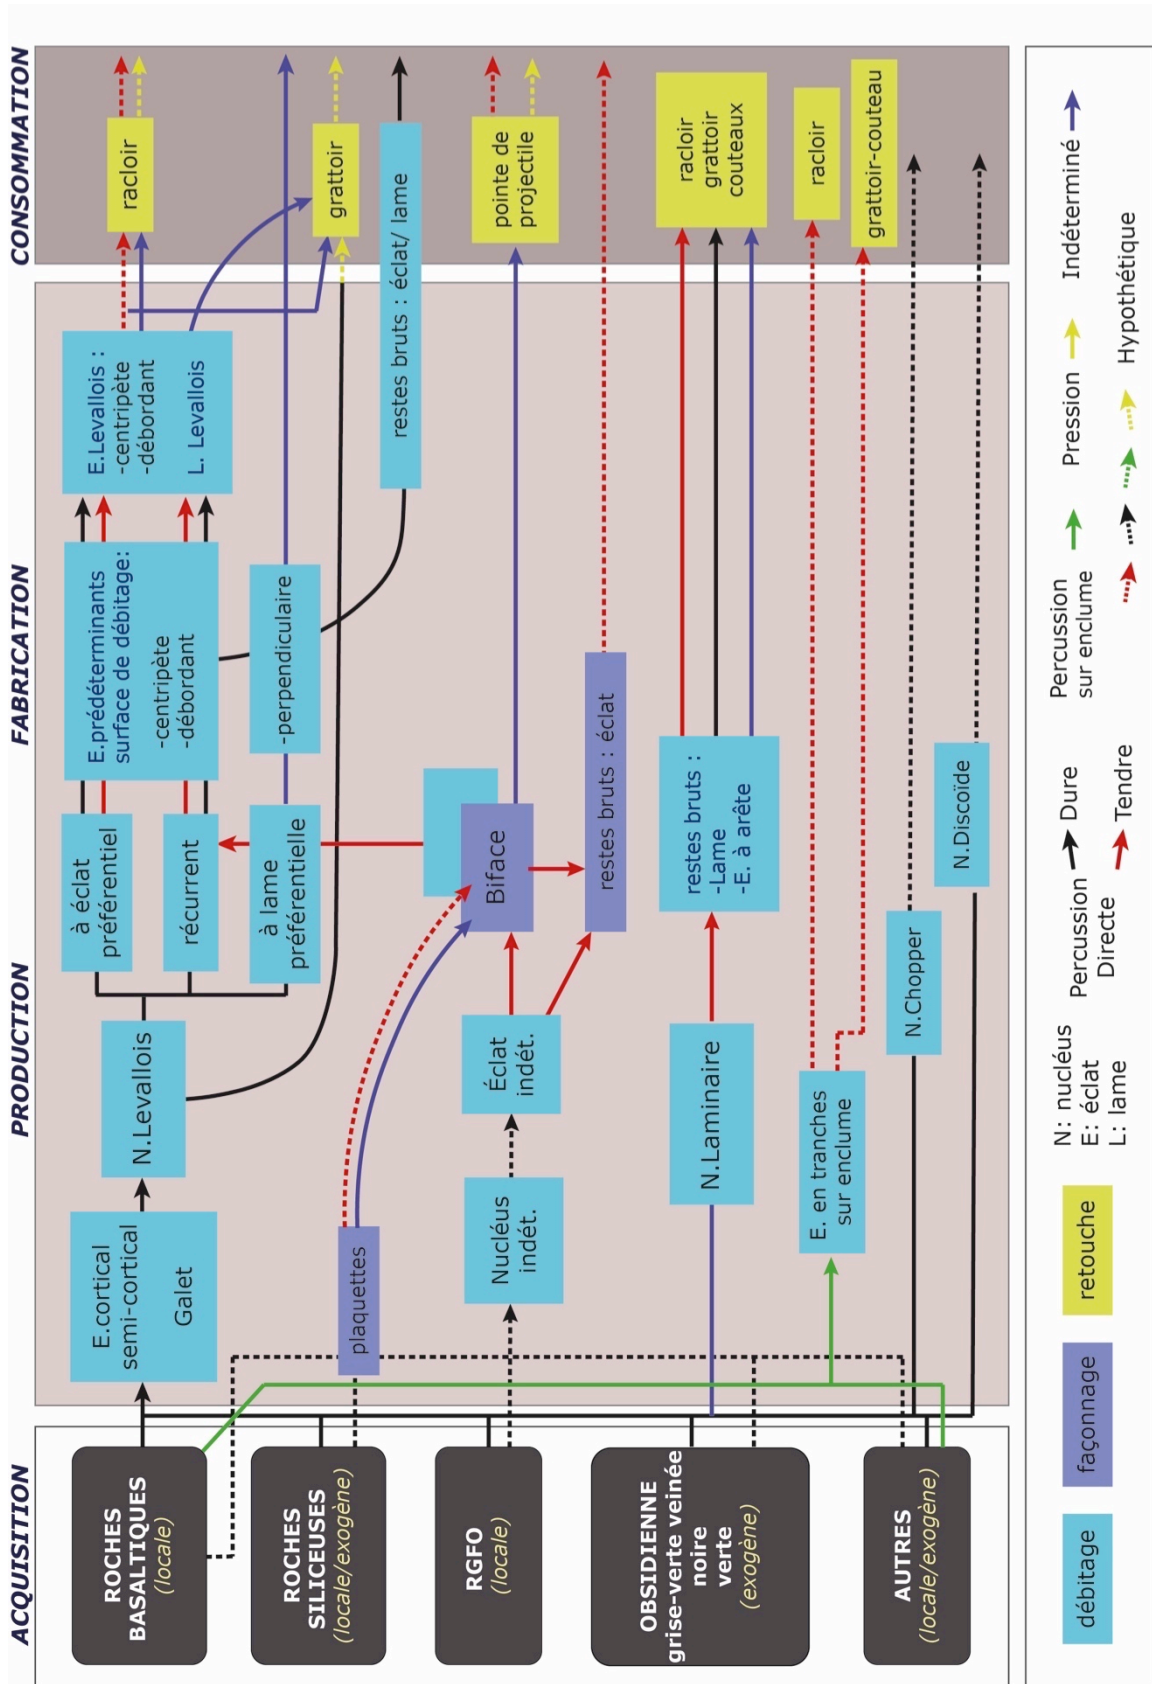 ACQUISITION
PRODUCTION
FABRICATION
CONSOMMATION
ROCHES
BASALTIQUES
(locale)
E.cortical
semi-cortical
Galet
N.Levallois
à éclat
préférentiel
récurrent
à lame
préférentielle
E.prédéterminants
surface de débitage:
-centripète
-débordant
-perpendiculaire
E.Levallois :
-centripète
-débordant
L. Levallois
racloir
grattoir
restes bruts : éclat/ lame
ROCHES
SILICEUSES
(locale/exogène)
plaquettes
Biface
pointe de
projectile
RGFO
(locale)
Nucléus
indét.
Éclat
indét.
restes bruts : éclat
OBSIDIENNE
grise-verte veinée
noire
verte
(exogène)
N.Laminaire
restes bruts :
-Lame
-E. à arête
racloir
grattoir
couteaux
E. en tranches
sur enclume
racloir
grattoir-couteau
AUTRES
(locale/exogène)
N.Chopper
N.Discoïde
débitage
façonnage
retouche
N: nucléus
E: éclat
L: lame
Percussion
Directe
Dure
Tendre
Percussion
sur enclume
Pression
Indéterminé
Hypothétique